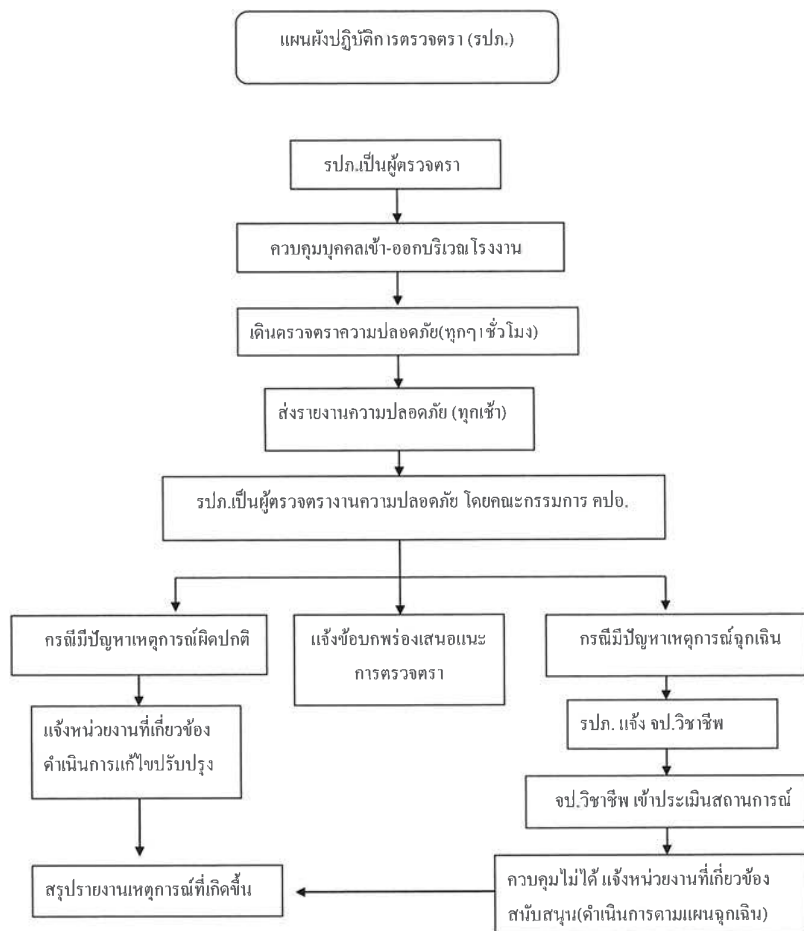 แผนผังปฏิบัติการตรวจตรา (รปภ.)
รปภ.เป็นผู้ตรวจตรา
ควบคุมบุคคลเข้า-ออกบริเวณโรงงาน
เดินตรวจตราความปลอดภัย(ทุกๆ1ชั่วโมง)
ส่งรายงานความปลอดภัย (ทุกเช้า)
รปภ.เป็นผู้ตรวจตรางานความปลอดภัย โดยคณะกรรมการ คปอ.
กรณีมีปัญหาเหตุการณ์ผิดปกติ
แจ้งหน่วยงานที่เกี่ยวข้อง
ดำเนินการแก้ไขปรับปรุง
แจ้งข้อบกพร่องเสนอแนะ
การตรวจตรา
กรณีมีปัญหาเหตุการณ์ฉุกเฉิน
รปภ. แจ้ง จป.วิชาชีพ
จป.วิชาชีพ เข้าประเมินสถานการณ์
ควบคุมไม่ได้ แจ้งหน่วยงานที่เกี่ยวข้อง
สนับสนุน(ดำเนินการตามแผนฉุกเฉิน)
สรุปรายงานเหตุการณ์ที่เกิดขึ้น